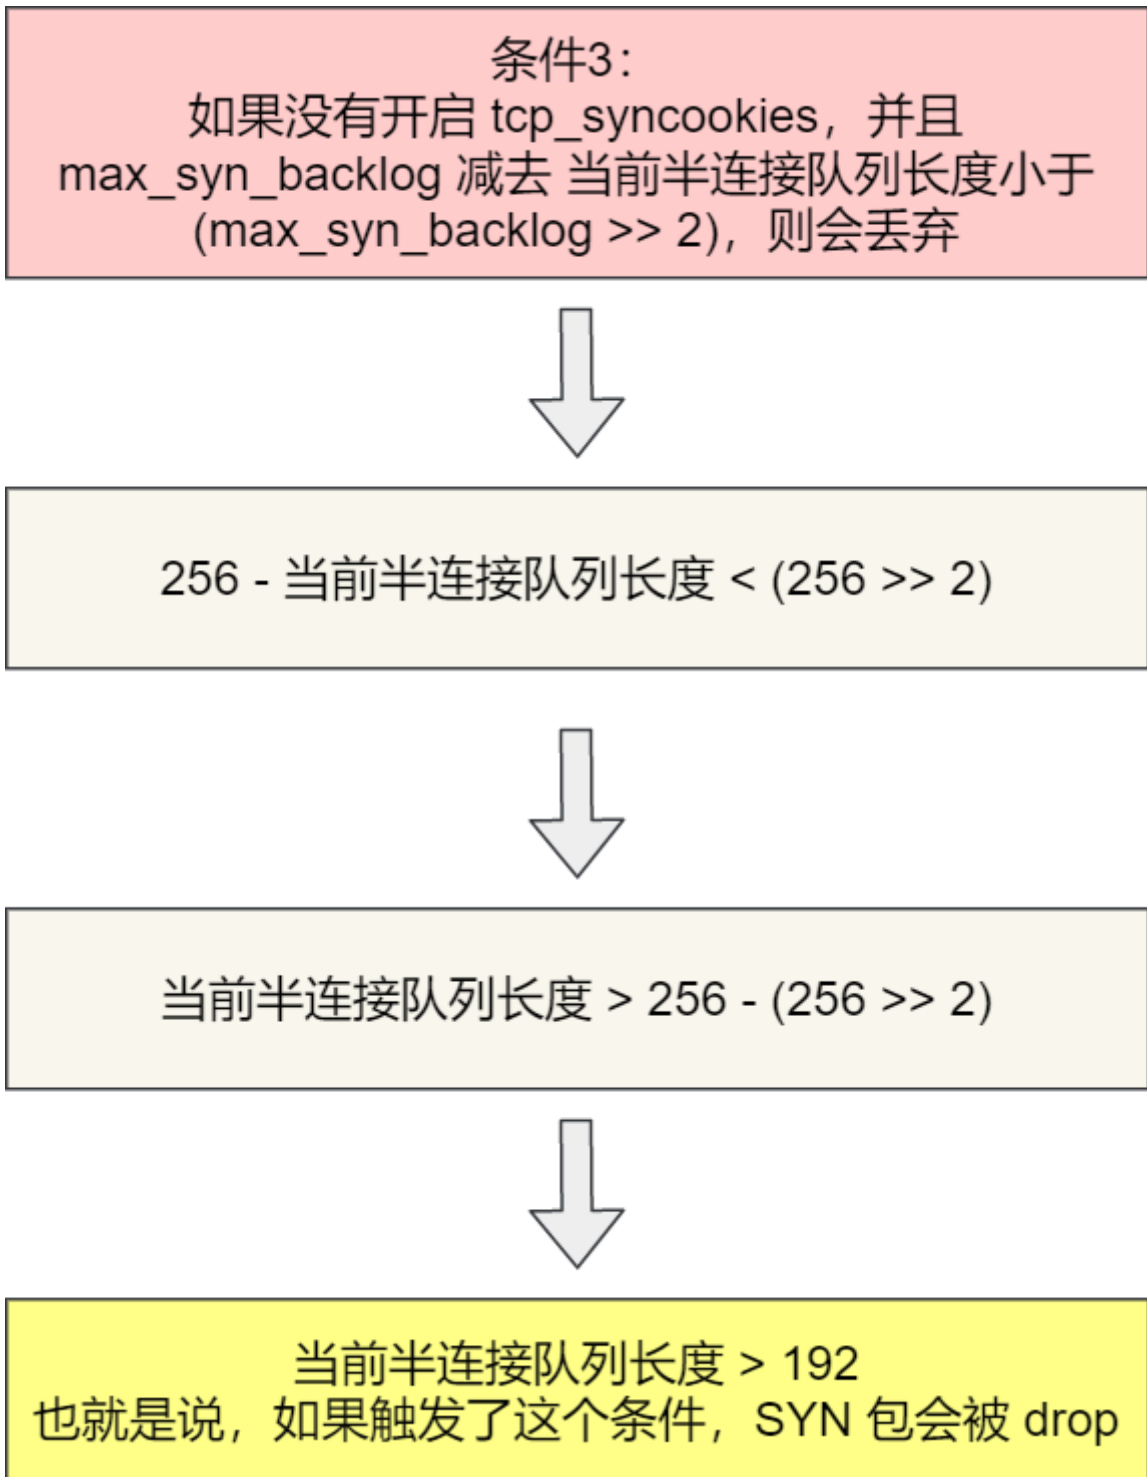 条件3：
如果没有开启 tcp_syncookies，并且
max_syn_backlog 减去 当前半连接队列长度小于
(max_syn_backlog >> 2)，则会丢弃
256 - 当前半连接队列长度 < (256 >> 2)
当前半连接队列长度 > 256 - (256 >> 2)
当前半连接队列长度 > 192
也就是说，如果触发了这个条件，SYN 包会被 drop